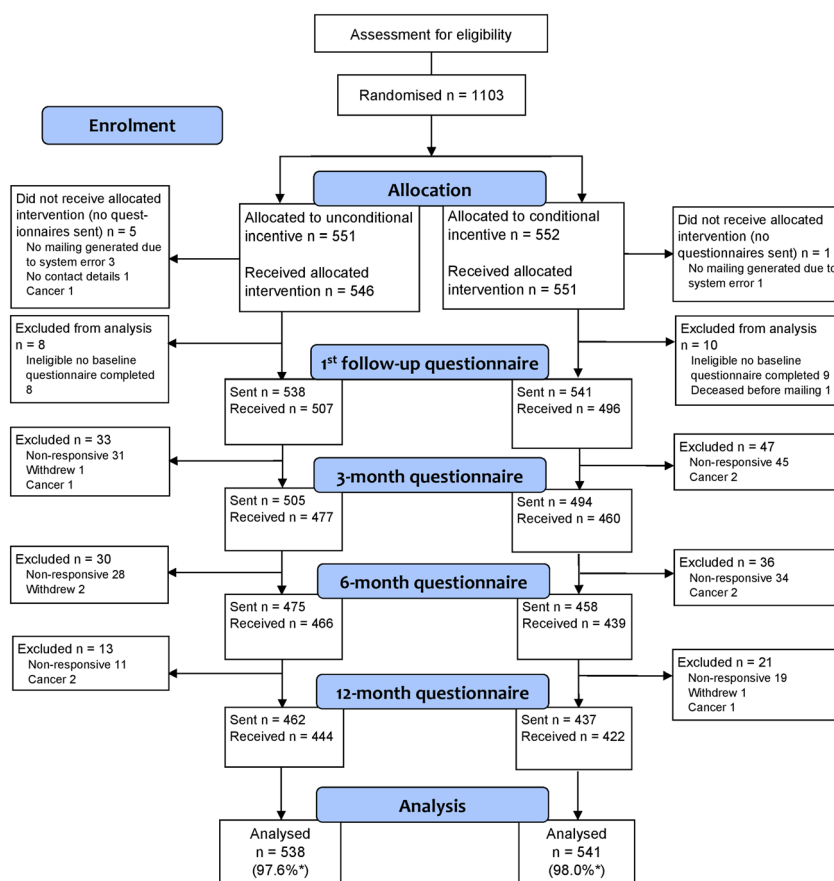 Assessment for eligibility
Randomised n = 1103
Enrolment
Allocation
Did not receive allocated
intervention (no quest-
ionnaires sent) n = 5
No mailing generated due
to system error 3
No contact details 1
Cancer 1
Allocated to unconditional
incentive n = 551
Received allocated
intervention n = 546
Allocated to conditional
incentive n = 552
Received allocated
intervention n = 551
Did not receive allocated
intervention (no
questionnaires sent) n = 1
No mailing generated due to
system error 1
Excluded from analysis
n = 8
Ineligible no baseline
questionnaire completed
8
Excluded from analysis
n = 10
Ineligible no baseline
questionnaire completed 9
Deceased before mailing 1
1st follow-up questionnaire
Sent n = 538
Received n = 507
Sent n = 541
Received n = 496
Excluded n = 33
Non-responsive 31
Withdrew 1
Cancer 1
Excluded n = 47
Non-responsive 45
Cancer 2
3-month questionnaire
Sent n = 505
Received n = 477
Sent n = 494
Received n = 460
Excluded n = 30
Non-responsive 28
Withdrew 2
Excluded n = 36
Non-responsive 34
Cancer 2
6-month questionnaire
Sent n = 475
Received n = 466
Sent n = 458
Received n = 439
Excluded n = 13
Non-responsive 11
Cancer 2
Excluded n = 21
Non-responsive 19
Withdrew 1
Cancer 1
12-month questionnaire
Sent n = 462
Received n = 444
Sent n = 437
Received n = 422
Analysis
Analysed
n = 538
(97.6%*)
Analysed
n = 541
(98.0%*)